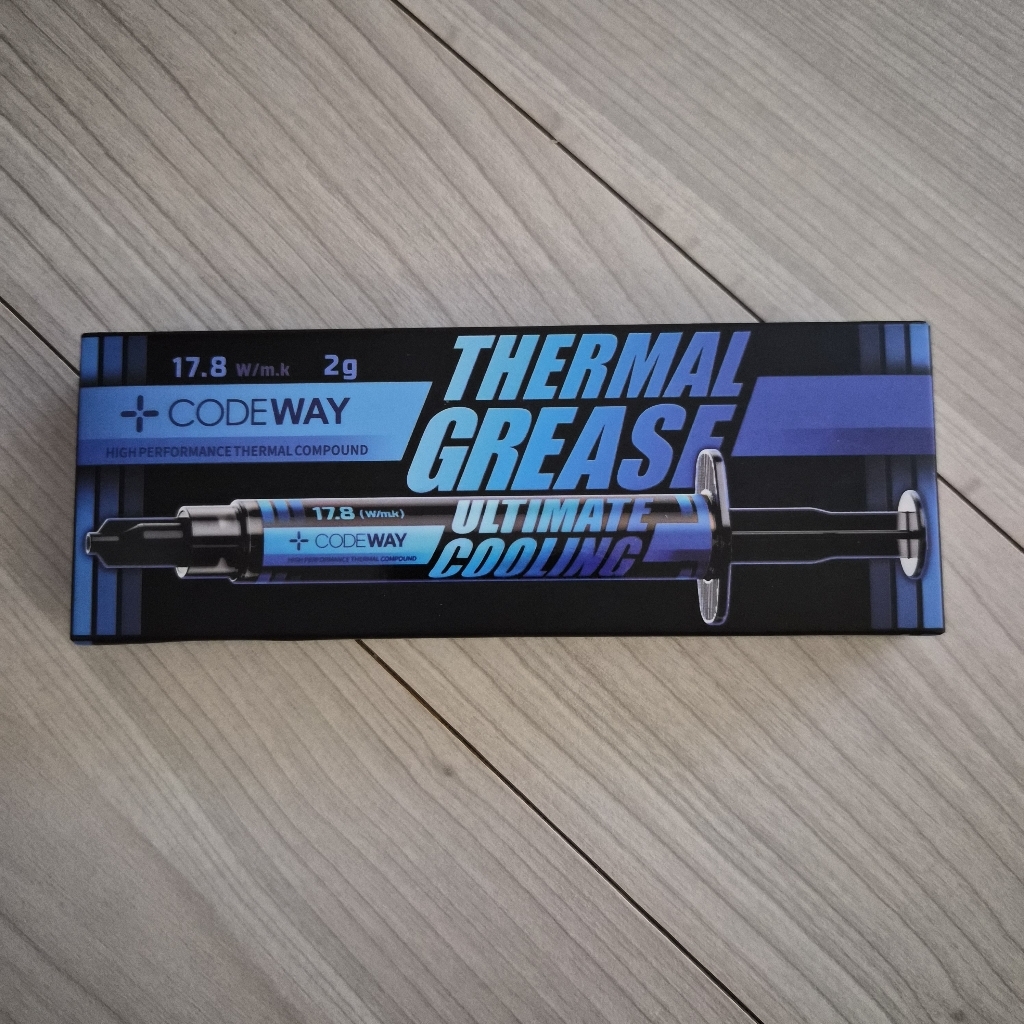 17.8 W/m.k 2g
CODEWAY
HIGH PERFORMANCE THERMAL COMPOUND
THERMAL
GREASE
17.8 (W/m.k)
CODEWAY
HIGH PERFORMANCE THERMAL COMPOUND
ULTIMATE
COOLING